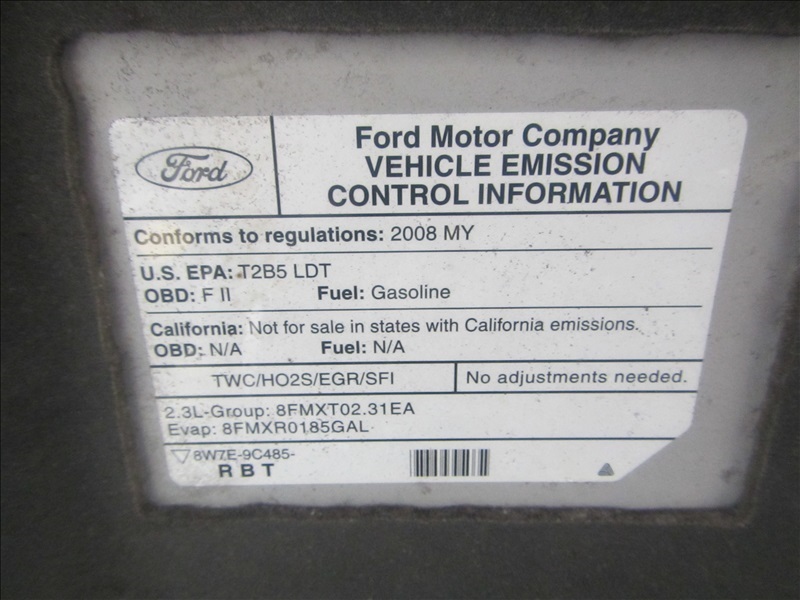 Ford
Ford Motor Company
VEHICLE EMISSION
CONTROL INFORMATION
Conforms to regulations: 2008 MY
U.S. EPA: T2B5 LDT
OBD: F II Fuel: Gasoline
California: Not for sale in states with California emissions.
OBD: N/A Fuel: N/A
TWC/HO2S/EGR/SFI No adjustments needed.
2.3L-Group: 8FMXT02.31EA
Evap: 8FMXR0185GAL
8W7E-9C485-
R B T